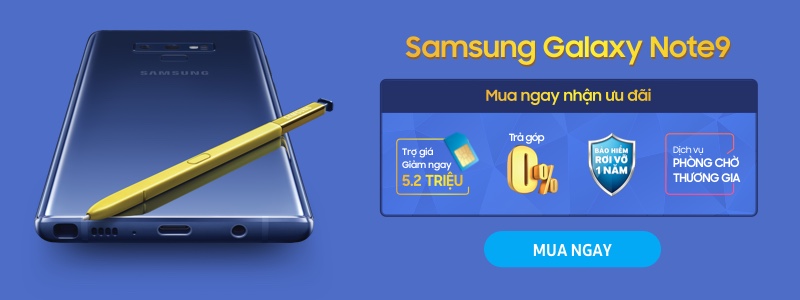 SAMSUNG
Samsung Galaxy Note9
Mua ngay nhận ưu đãi
Trợ giá
Giảm ngay
5.2 TRIỆU
Trả góp
0%
BẢO HIỂM
RƠI VỠ
1 NĂM
Dịch vụ
PHÒNG CHỜ
THƯƠNG GIA
MUA NGAY